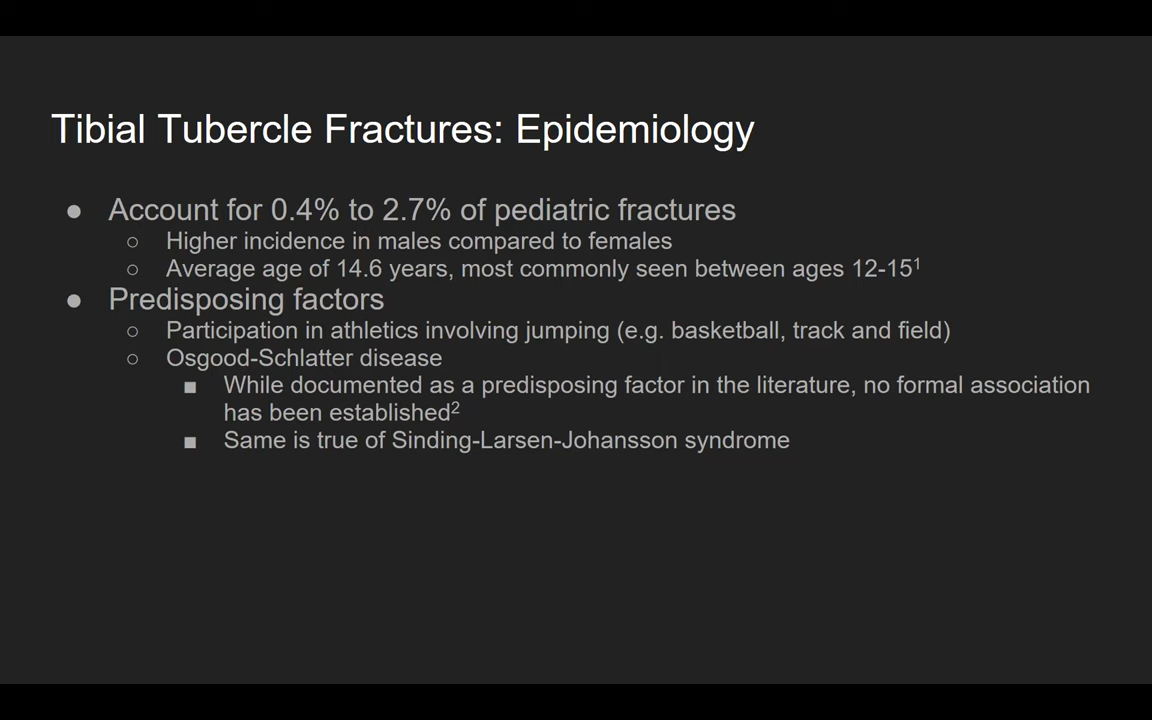 Tibial Tubercle Fractures: Epidemiology
● Account for 0.4% to 2.7% of pediatric fractures
○ Higher incidence in males compared to females
○ Average age of 14.6 years, most commonly seen between ages 12-15¹
● Predisposing factors
○ Participation in athletics involving jumping (e.g. basketball, track and field)
○ Osgood-Schlatter disease
■ While documented as a predisposing factor in the literature, no formal association
has been established²
■ Same is true of Sinding-Larsen-Johansson syndrome